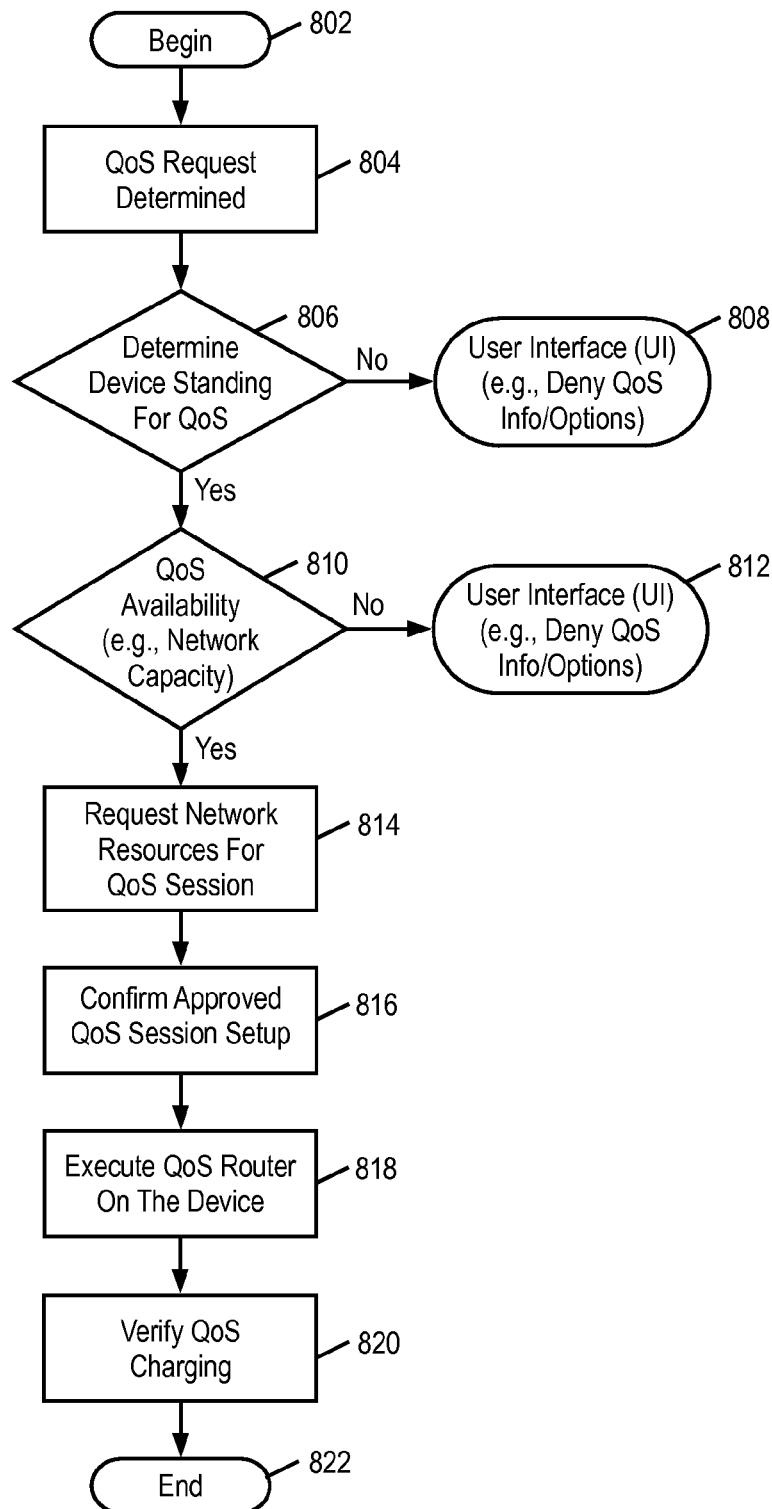 Begin
802
QoS Request
Determined
804
Determine
Device Standing
For QoS
806
No
User Interface (UI)
(e.g., Deny QoS
Info/Options)
808
Yes
QoS
Availability
(e.g., Network
Capacity)
810
No
User Interface (UI)
(e.g., Deny QoS
Info/Options)
812
Yes
Request Network
Resources For
QoS Session
814
Confirm Approved
QoS Session Setup
816
Execute QoS Router
On The Device
818
Verify QoS
Charging
820
End
822